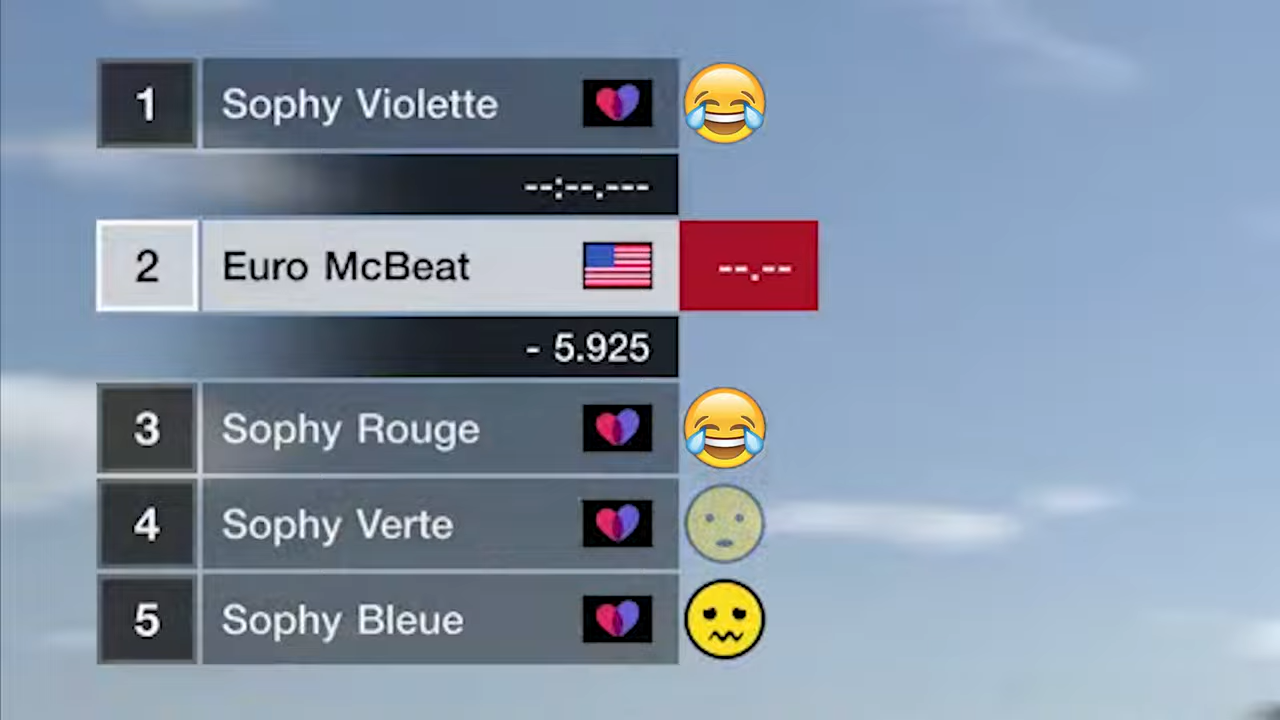 1 Sophy Violette
--:--.---
2 Euro McBeat --.--
- 5.925
3 Sophy Rouge
4 Sophy Verte
5 Sophy Bleue